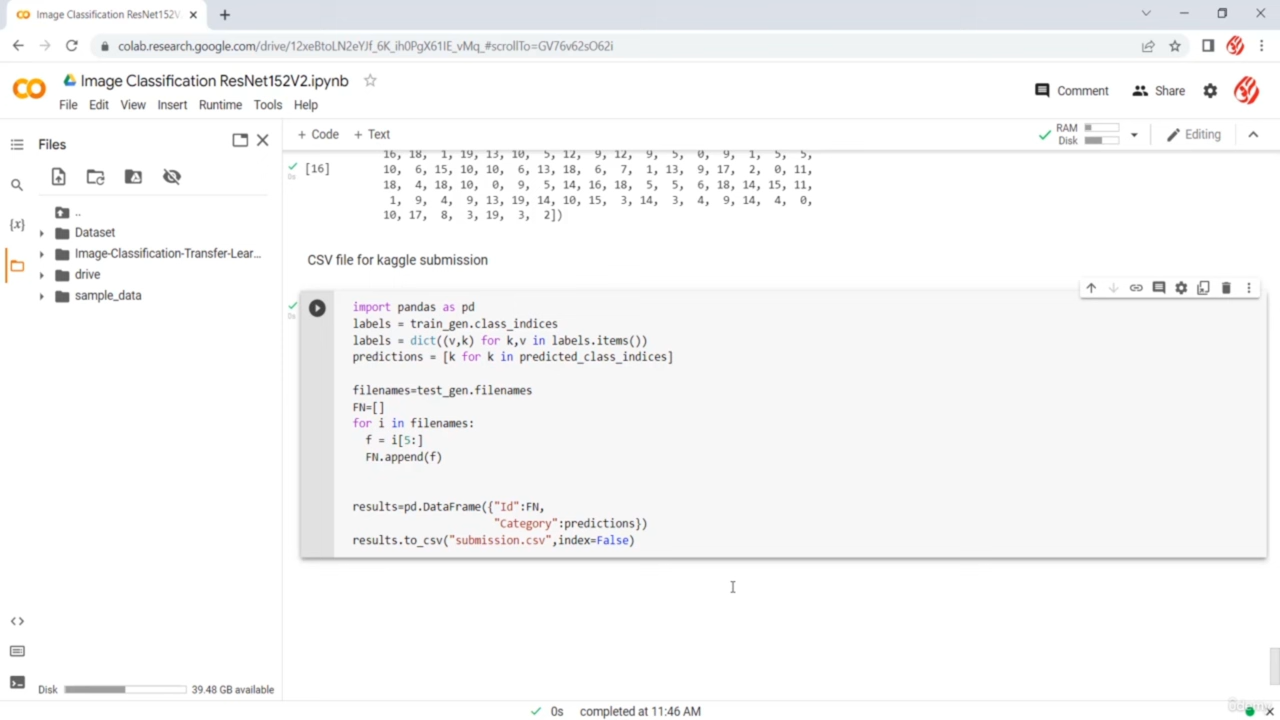 Image Classification ResNet152V
colab.research.google.com/drive/12xeBtoLN2eYJf_6K_ih0PgX61IE_vMq_#scrollTo=GV76v62sO62i
Image Classification ResNet152V2.ipynb
File Edit View Insert Runtime Tools Help
Comment
Share
Files
+ Code + Text
RAM
Disk
Editing
..
Dataset
Image-Classification-Transfer-Lear...
drive
sample_data
Disk 39.48 GB available
[16]
16, 18, 1, 19, 13, 10, 5, 12, 9, 12, 9, 5, 0, 9, 1, 5, 5,
10, 6, 15, 10, 10, 6, 13, 18, 6, 7, 1, 13, 9, 17, 2, 0, 11,
18, 4, 18, 10, 0, 9, 5, 14, 16, 18, 5, 5, 6, 18, 14, 15, 11,
1, 9, 4, 9, 13, 19, 14, 10, 15, 3, 14, 3, 4, 9, 14, 4, 0,
10, 17, 8, 3, 19, 3, 2])
CSV file for kaggle submission
import pandas as pd
labels = train_gen.class_indices
labels = dict((v,k) for k,v in labels.items())
predictions = [k for k in predicted_class_indices]
filenames=test_gen.filenames
FN=[]
for i in filenames:
f = i[5:]
FN.append(f)
results=pd.DataFrame({"Id":FN,
"Category":predictions})
results.to_csv("submission.csv",index=False)
0s completed at 11:46 AM